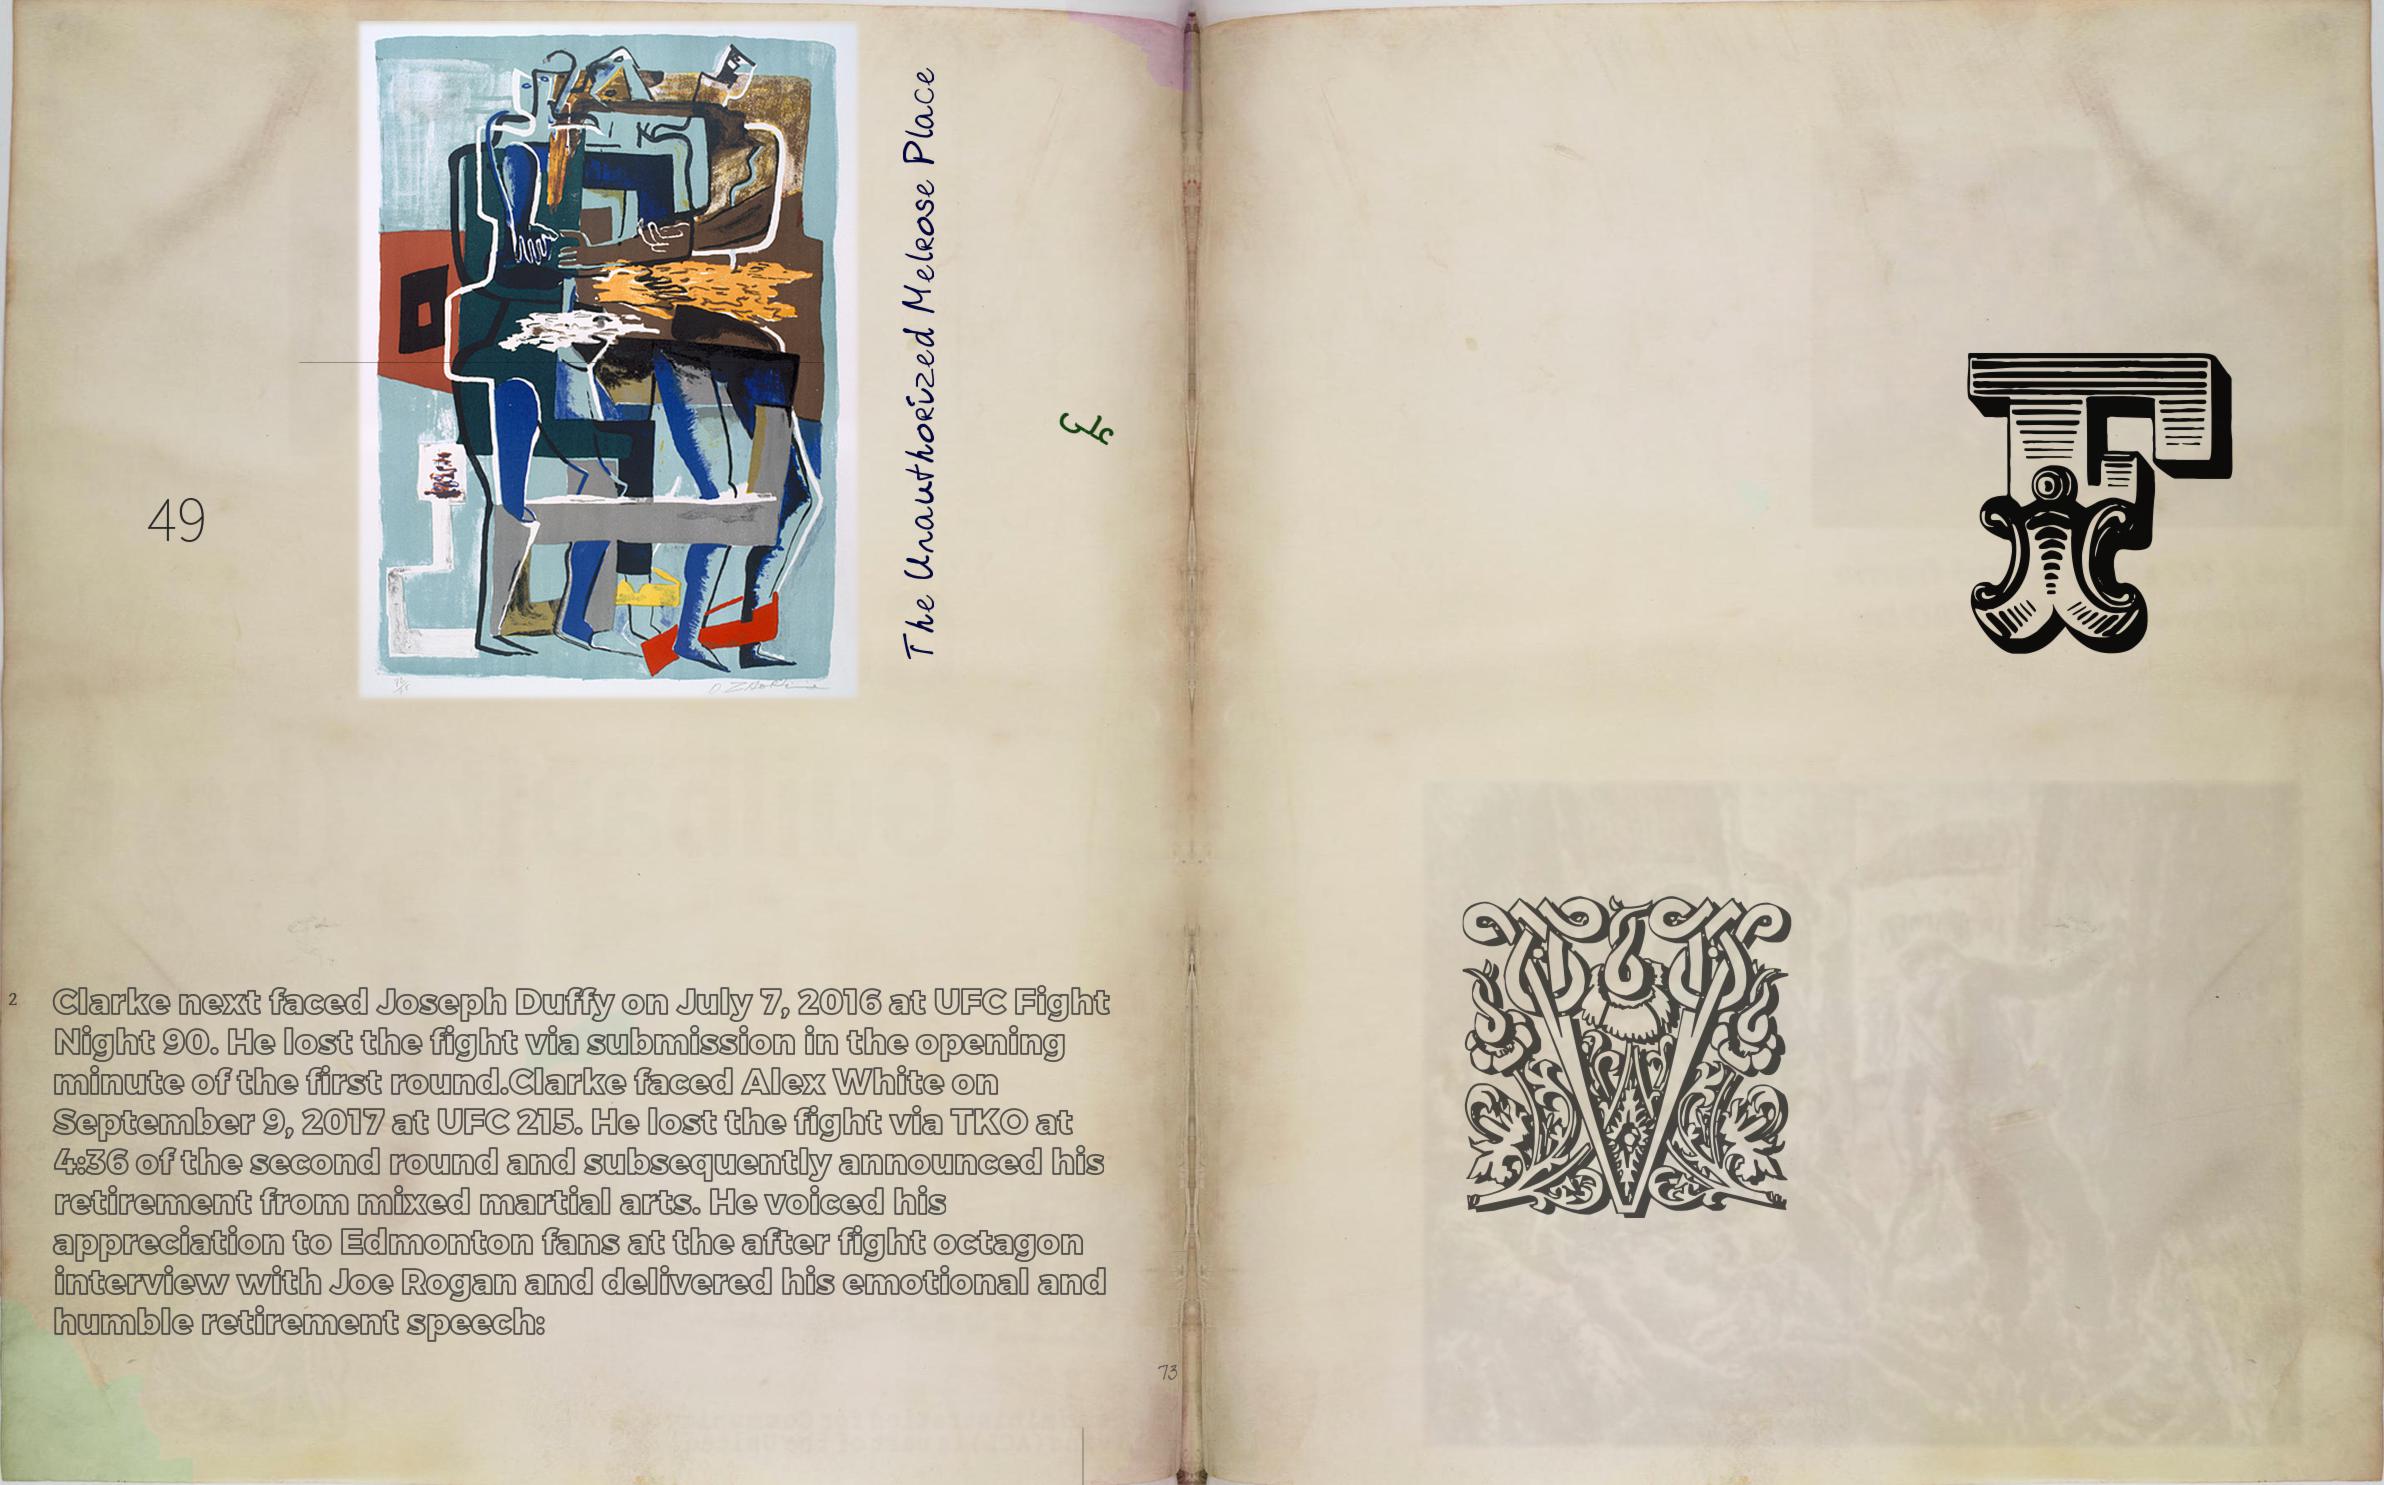 The Unauthorized Melrose Place
49
2
Clarke next faced Joseph Duffy on July 7, 2016 at UFC Fight
Night 90. He lost the fight via submission in the opening
minute of the first round.Clarke faced Alex White on
September 9, 2017 at UFC 215. He lost the fight via TKO at
4:36 of the second round and subsequently announced his
retirement from mixed martial arts. He voiced his
appreciation to Edmonton fans at the after fight octagon
interview with Joe Rogan and delivered his emotional and
humble retirement speech:
73
F
W